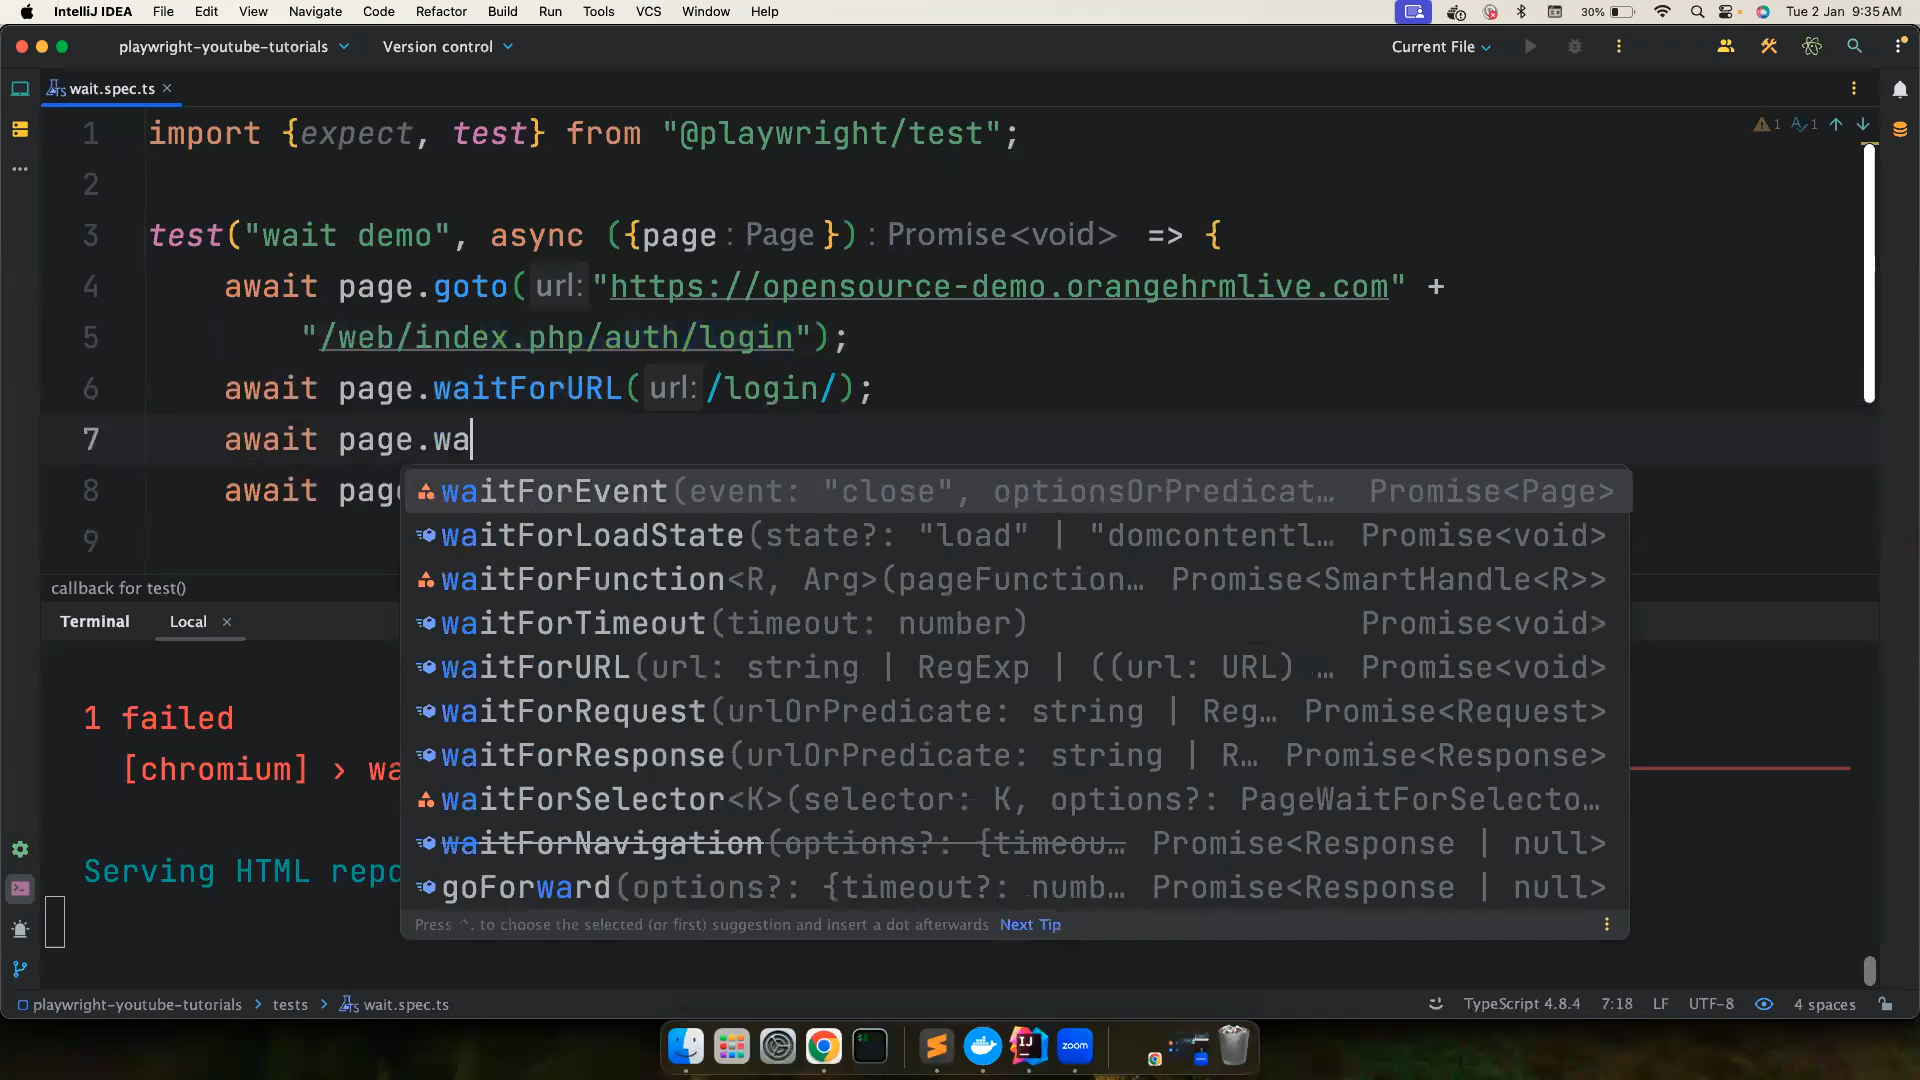 IntelliJ IDEA File Edit View Navigate Code Refactor Build Run Tools VCS Window Help 30% Tue 2 Jan 9:35 AM
playwright-youtube-tutorials Version control Current File
wait.spec.ts
1 import {expect, test} from "@playwright/test"; 1 1
2
3 test("wait demo", async ({page: Page }): Promise<void> => {
4 await page.goto( url: "https://opensource-demo.orangehrmlive.com" +
5 "/web/index.php/auth/login");
6 await page.waitForURL( url: /login/);
7 await page.wa
8 await pag
9
waitForEvent(event: "close", optionsOrPredicat… Promise<Page>
waitForLoadState(state?: "load" | "domcontentl… Promise<void>
waitForFunction<R, Arg>(pageFunction… Promise<SmartHandle<R>>
waitForTimeout(timeout: number) Promise<void>
waitForURL(url: string | RegExp | ((url: URL) … Promise<void>
waitForRequest(urlOrPredicate: string | Reg… Promise<Request>
waitForResponse(urlOrPredicate: string | R… Promise<Response>
waitForSelector<K>(selector: K, options?: PageWaitForSelecto…
waitForNavigation(options?: {timeou… Promise<Response | null>
goForward(options?: {timeout?: numb… Promise<Response | null>
Press ^. to choose the selected (or first) suggestion and insert a dot afterwards Next Tip
callback for test()
Terminal Local
1 failed
[chromium] › wa
Serving HTML repo
playwright-youtube-tutorials > tests > wait.spec.ts TypeScript 4.8.4 7:18 LF UTF-8 4 spaces
zoom